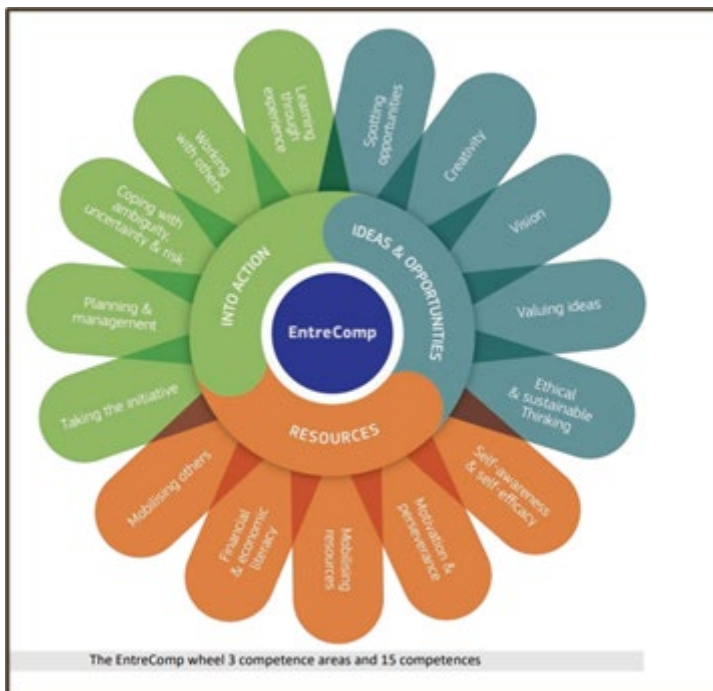 Learning
through
experience
Spotting
opportunities
Creativity
Vision
Valuing ideas
Ethical
& sustainable
Thinking
Self-awareness
& self-efficacy
Motivation &
perseverance
Mobilising
resources
Financial
& economic
literacy
Mobilising others
Taking the initiative
Planning &
management
Coping with
ambiguity,
uncertainty & risk
Working
with others
INTO ACTION
IDEAS & OPPORTUNITIES
RESOURCES
EntreComp
The EntreComp wheel 3 competence areas and 15 competences